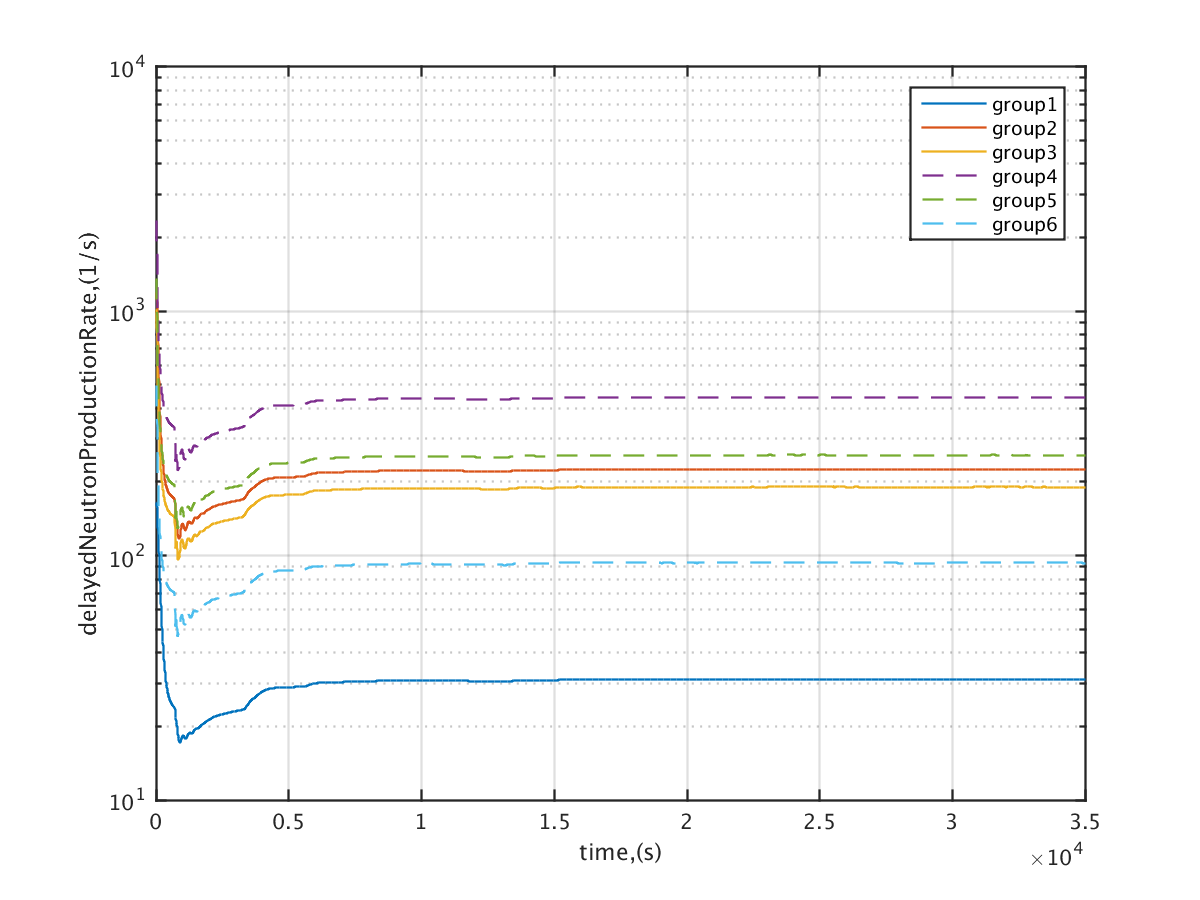 10^4
10^3
10^2
10^1
delayedNeutronProductionRate,(1/s)
group1
group2
group3
group4
group5
group6
0 0.5 1 1.5 2 2.5 3 3.5
time,(s)
×10^4